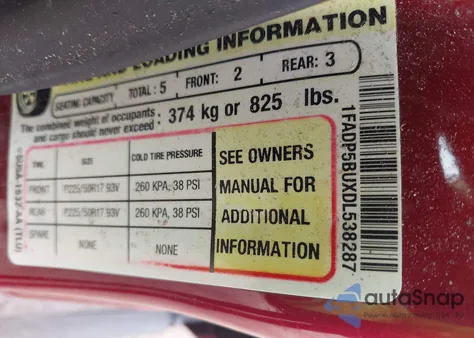 AND LOADING INFORMATION
SEATING CAPACITY TOTAL : 5 FRONT: 2 REAR: 3
The combined weight of occupants : 374 kg or 825 lbs.
and cargo should never exceed :
TIRE SIZE COLD TIRE PRESSURE
FRONT P225/50R17 93V 260 KPA, 38 PSI
REAR P225/50R17 93V 260 KPA, 38 PSI
SPARE NONE NONE
SEE OWNERS
MANUAL FOR
ADDITIONAL
INFORMATION
1FADP5BUXDL538287
autoSnap